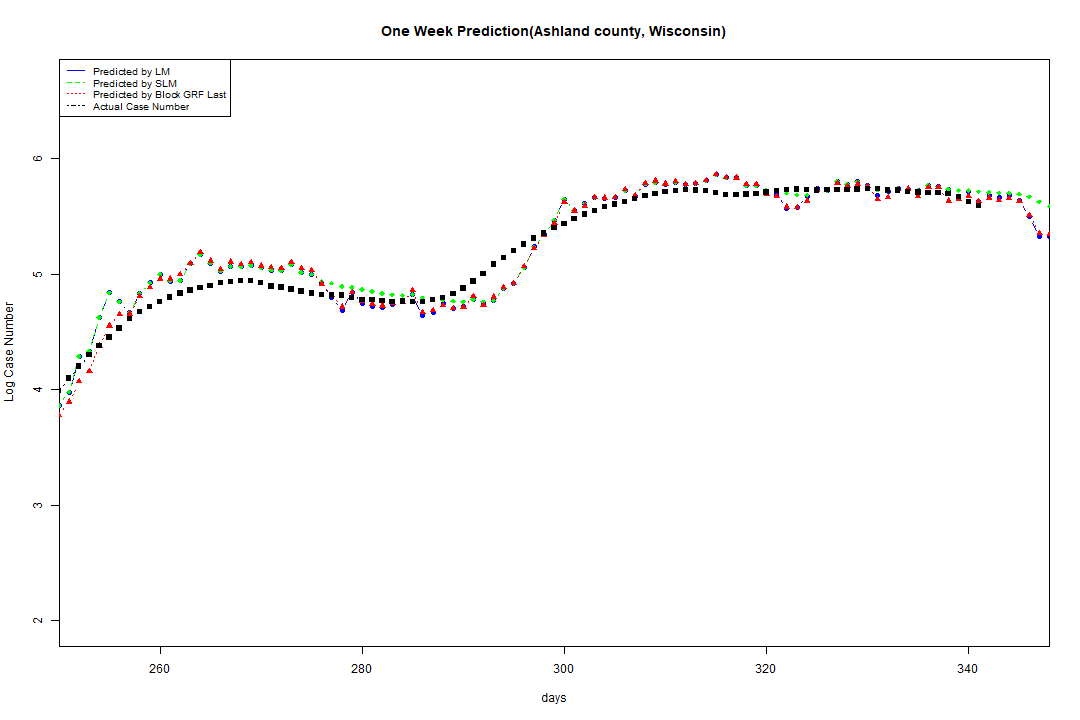 One Week Prediction(Ashland county, Wisconsin)
Predicted by LM
Predicted by SLM
Predicted by Block GRF Last
Actual Case Number
6
5
4
3
2
Log Case Number
260 280 300 320 340
days